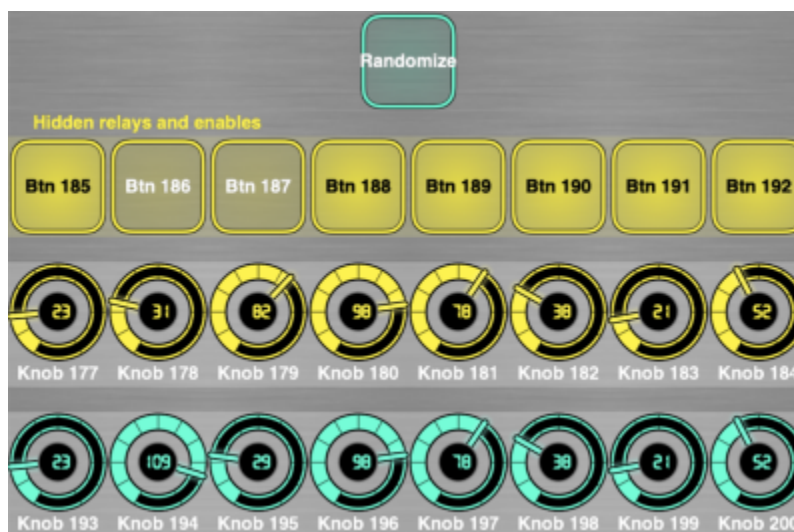 Randomize
Hidden relays and enables
Btn 185 Btn 186 Btn 187 Btn 188 Btn 189 Btn 190 Btn 191 Btn 192
23 31 82 98 78 38 21 52
Knob 177 Knob 178 Knob 179 Knob 180 Knob 181 Knob 182 Knob 183 Knob 184
23 109 29 98 78 38 21 52
Knob 193 Knob 194 Knob 195 Knob 196 Knob 197 Knob 198 Knob 199 Knob 200